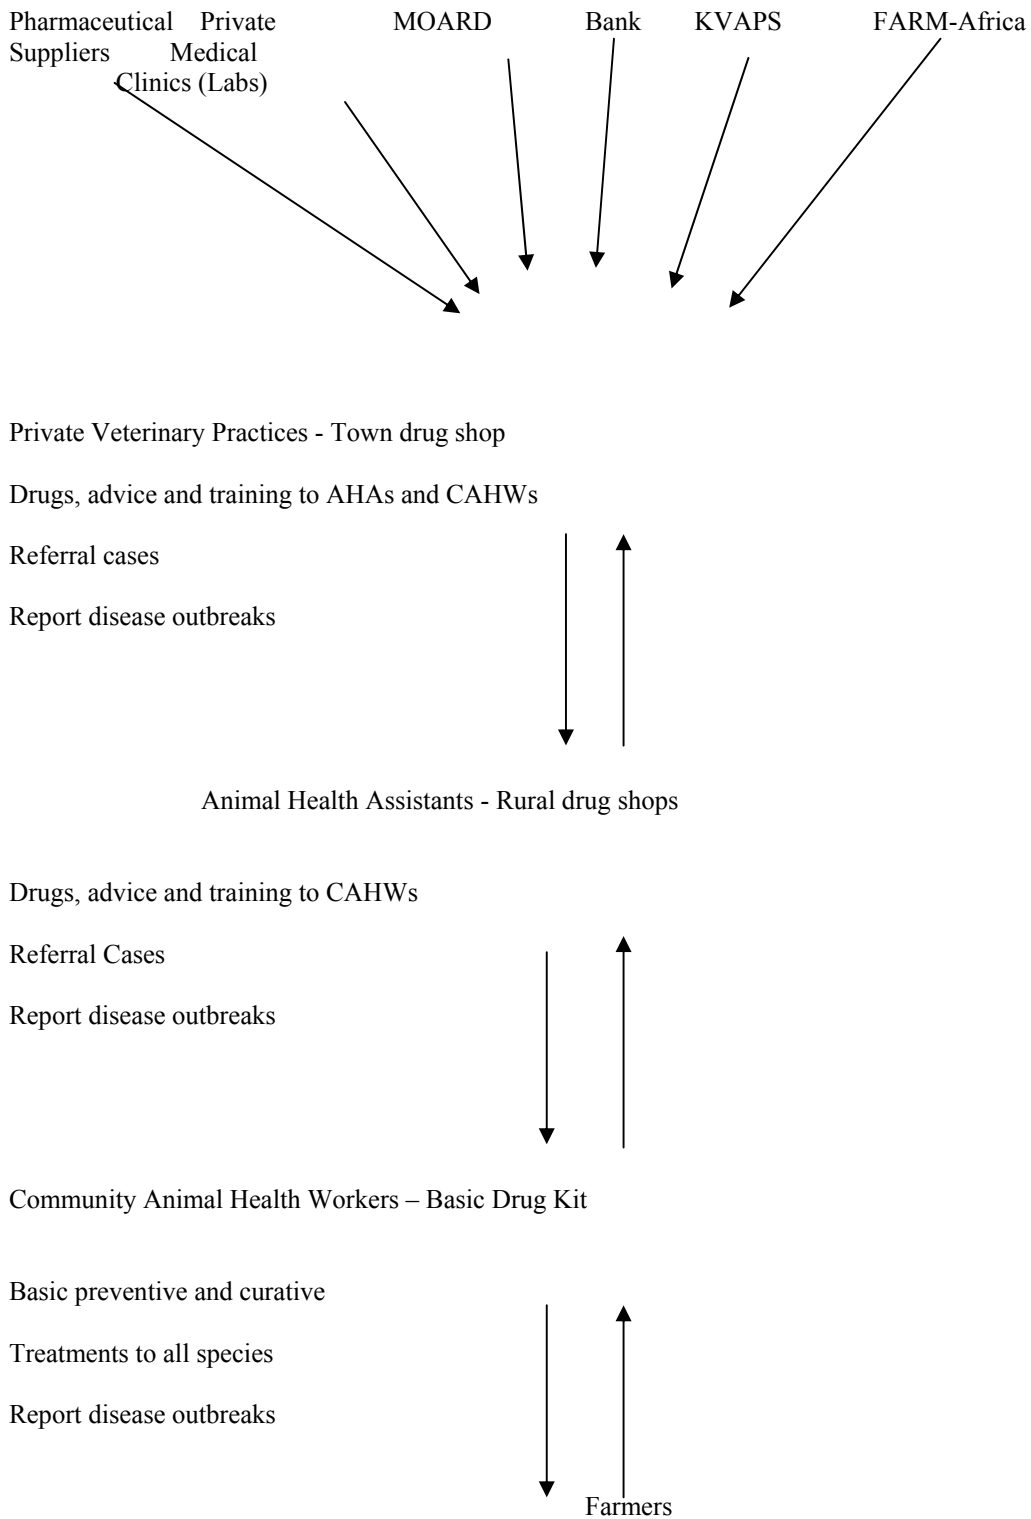 Pharmaceutical Private MOARD Bank KVAPS FARM-Africa
Suppliers Medical
Clinics (Labs)
Private Veterinary Practices - Town drug shop
Drugs, advice and training to AHAs and CAHWs
Referral cases
Report disease outbreaks
Animal Health Assistants - Rural drug shops
Drugs, advice and training to CAHWs
Referral Cases
Report disease outbreaks
Community Animal Health Workers – Basic Drug Kit
Basic preventive and curative
Treatments to all species
Report disease outbreaks
Farmers